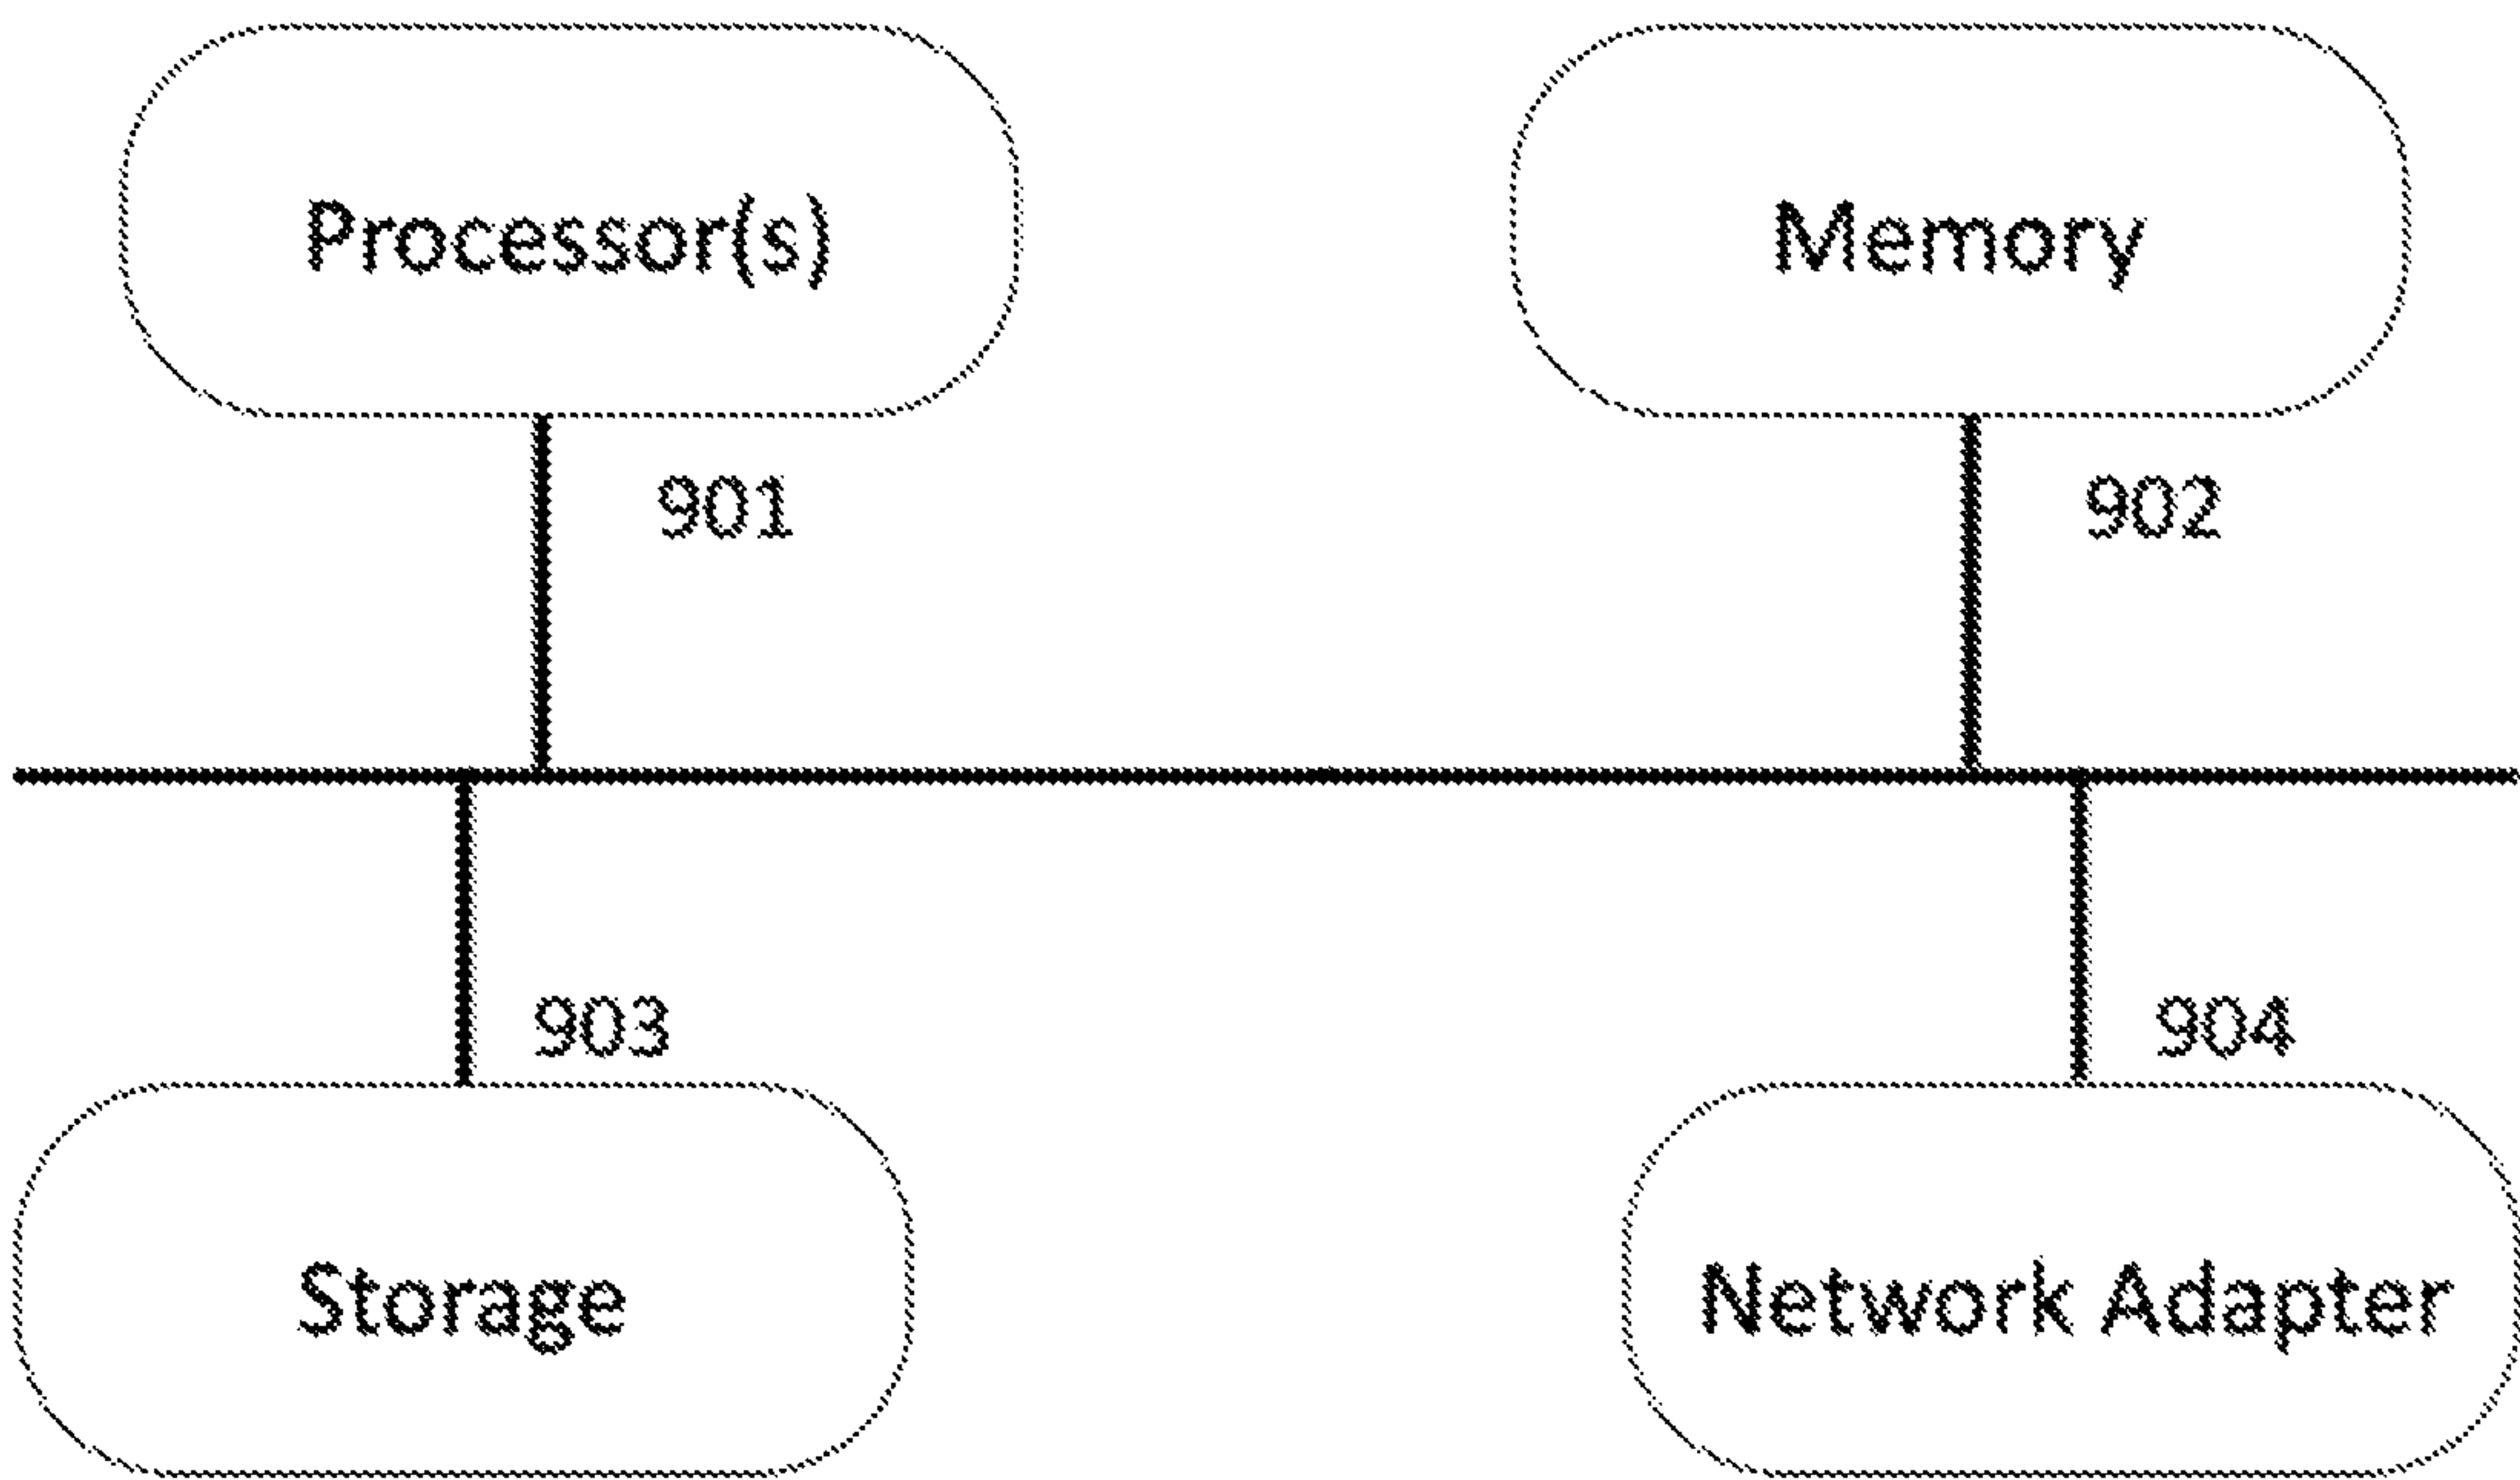 Processor(s)
Memory
901
902
903
904
Storage
Network Adapter